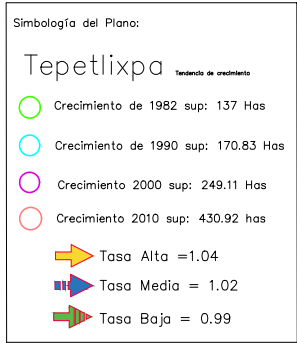 Simbología del Plano:
Tepetlixpa Tendencia de crecimiento
Crecimiento de 1982 sup: 137 Has
Crecimiento de 1990 sup: 170.83 Has
Crecimiento 2000 sup: 249.11 Has
Crecimiento 2010 sup: 430.92 has
Tasa Alta =1.04
Tasa Media = 1.02
Tasa Baja = 0.99